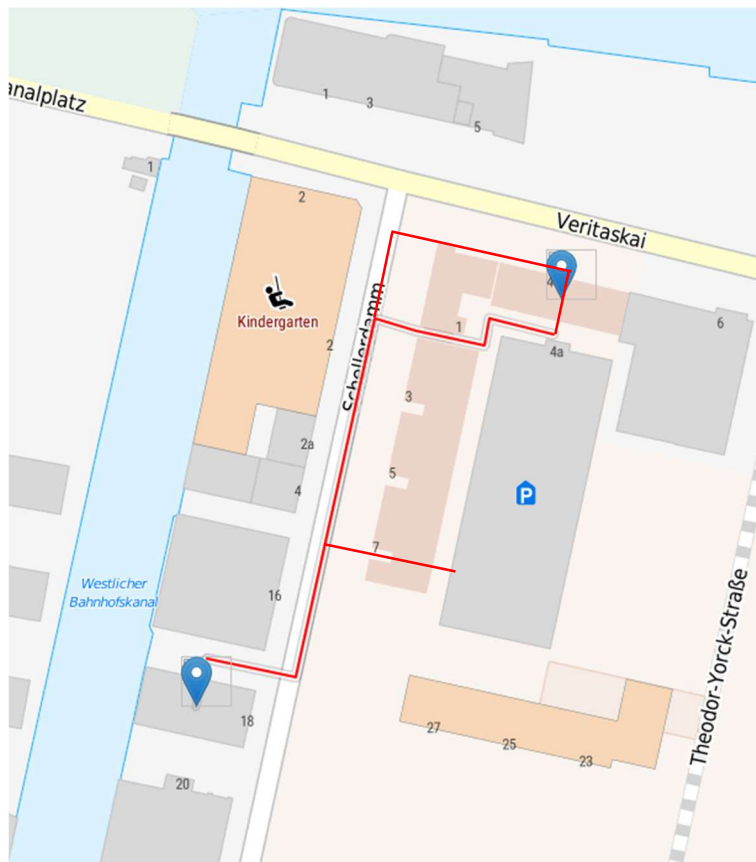 analplatz
1
3
5
1
2
Veritaskai
4
Kindergarten
Schellerdamm
2
1
6
4a
3
2a
5
4
P
7
Westlicher
Bahnhofskanal
16
Theodor-Yorck-Straße
18
27
25
23
20